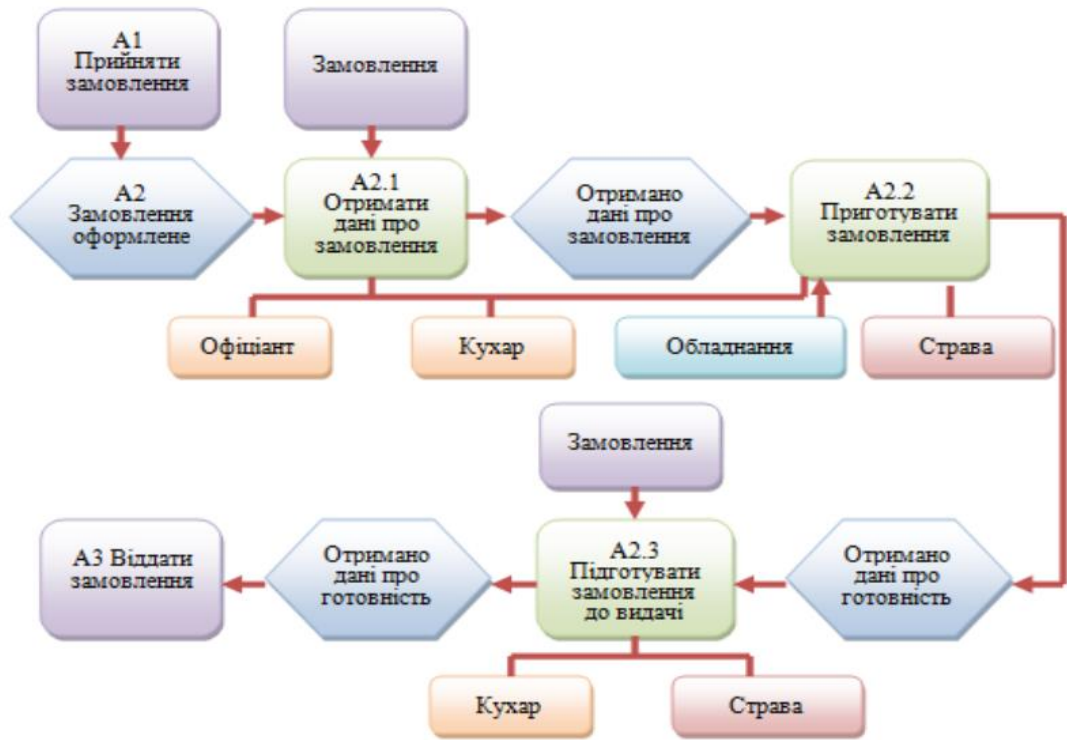 А1
Прийняти
замовлення
Замовлення
А2
Замовлення
оформлене
А2.1
Отримати
дані про
замовлення
Отримано
дані про
замовлення
А2.2
Приготувати
замовлення
Офіціант
Кухар
Обладнання
Страва
Замовлення
А3 Віддати
замовлення
Отримано
дані про
готовність
А2.3
Підготувати
замовлення
до видачі
Отримано
дані про
готовність
Кухар
Страва